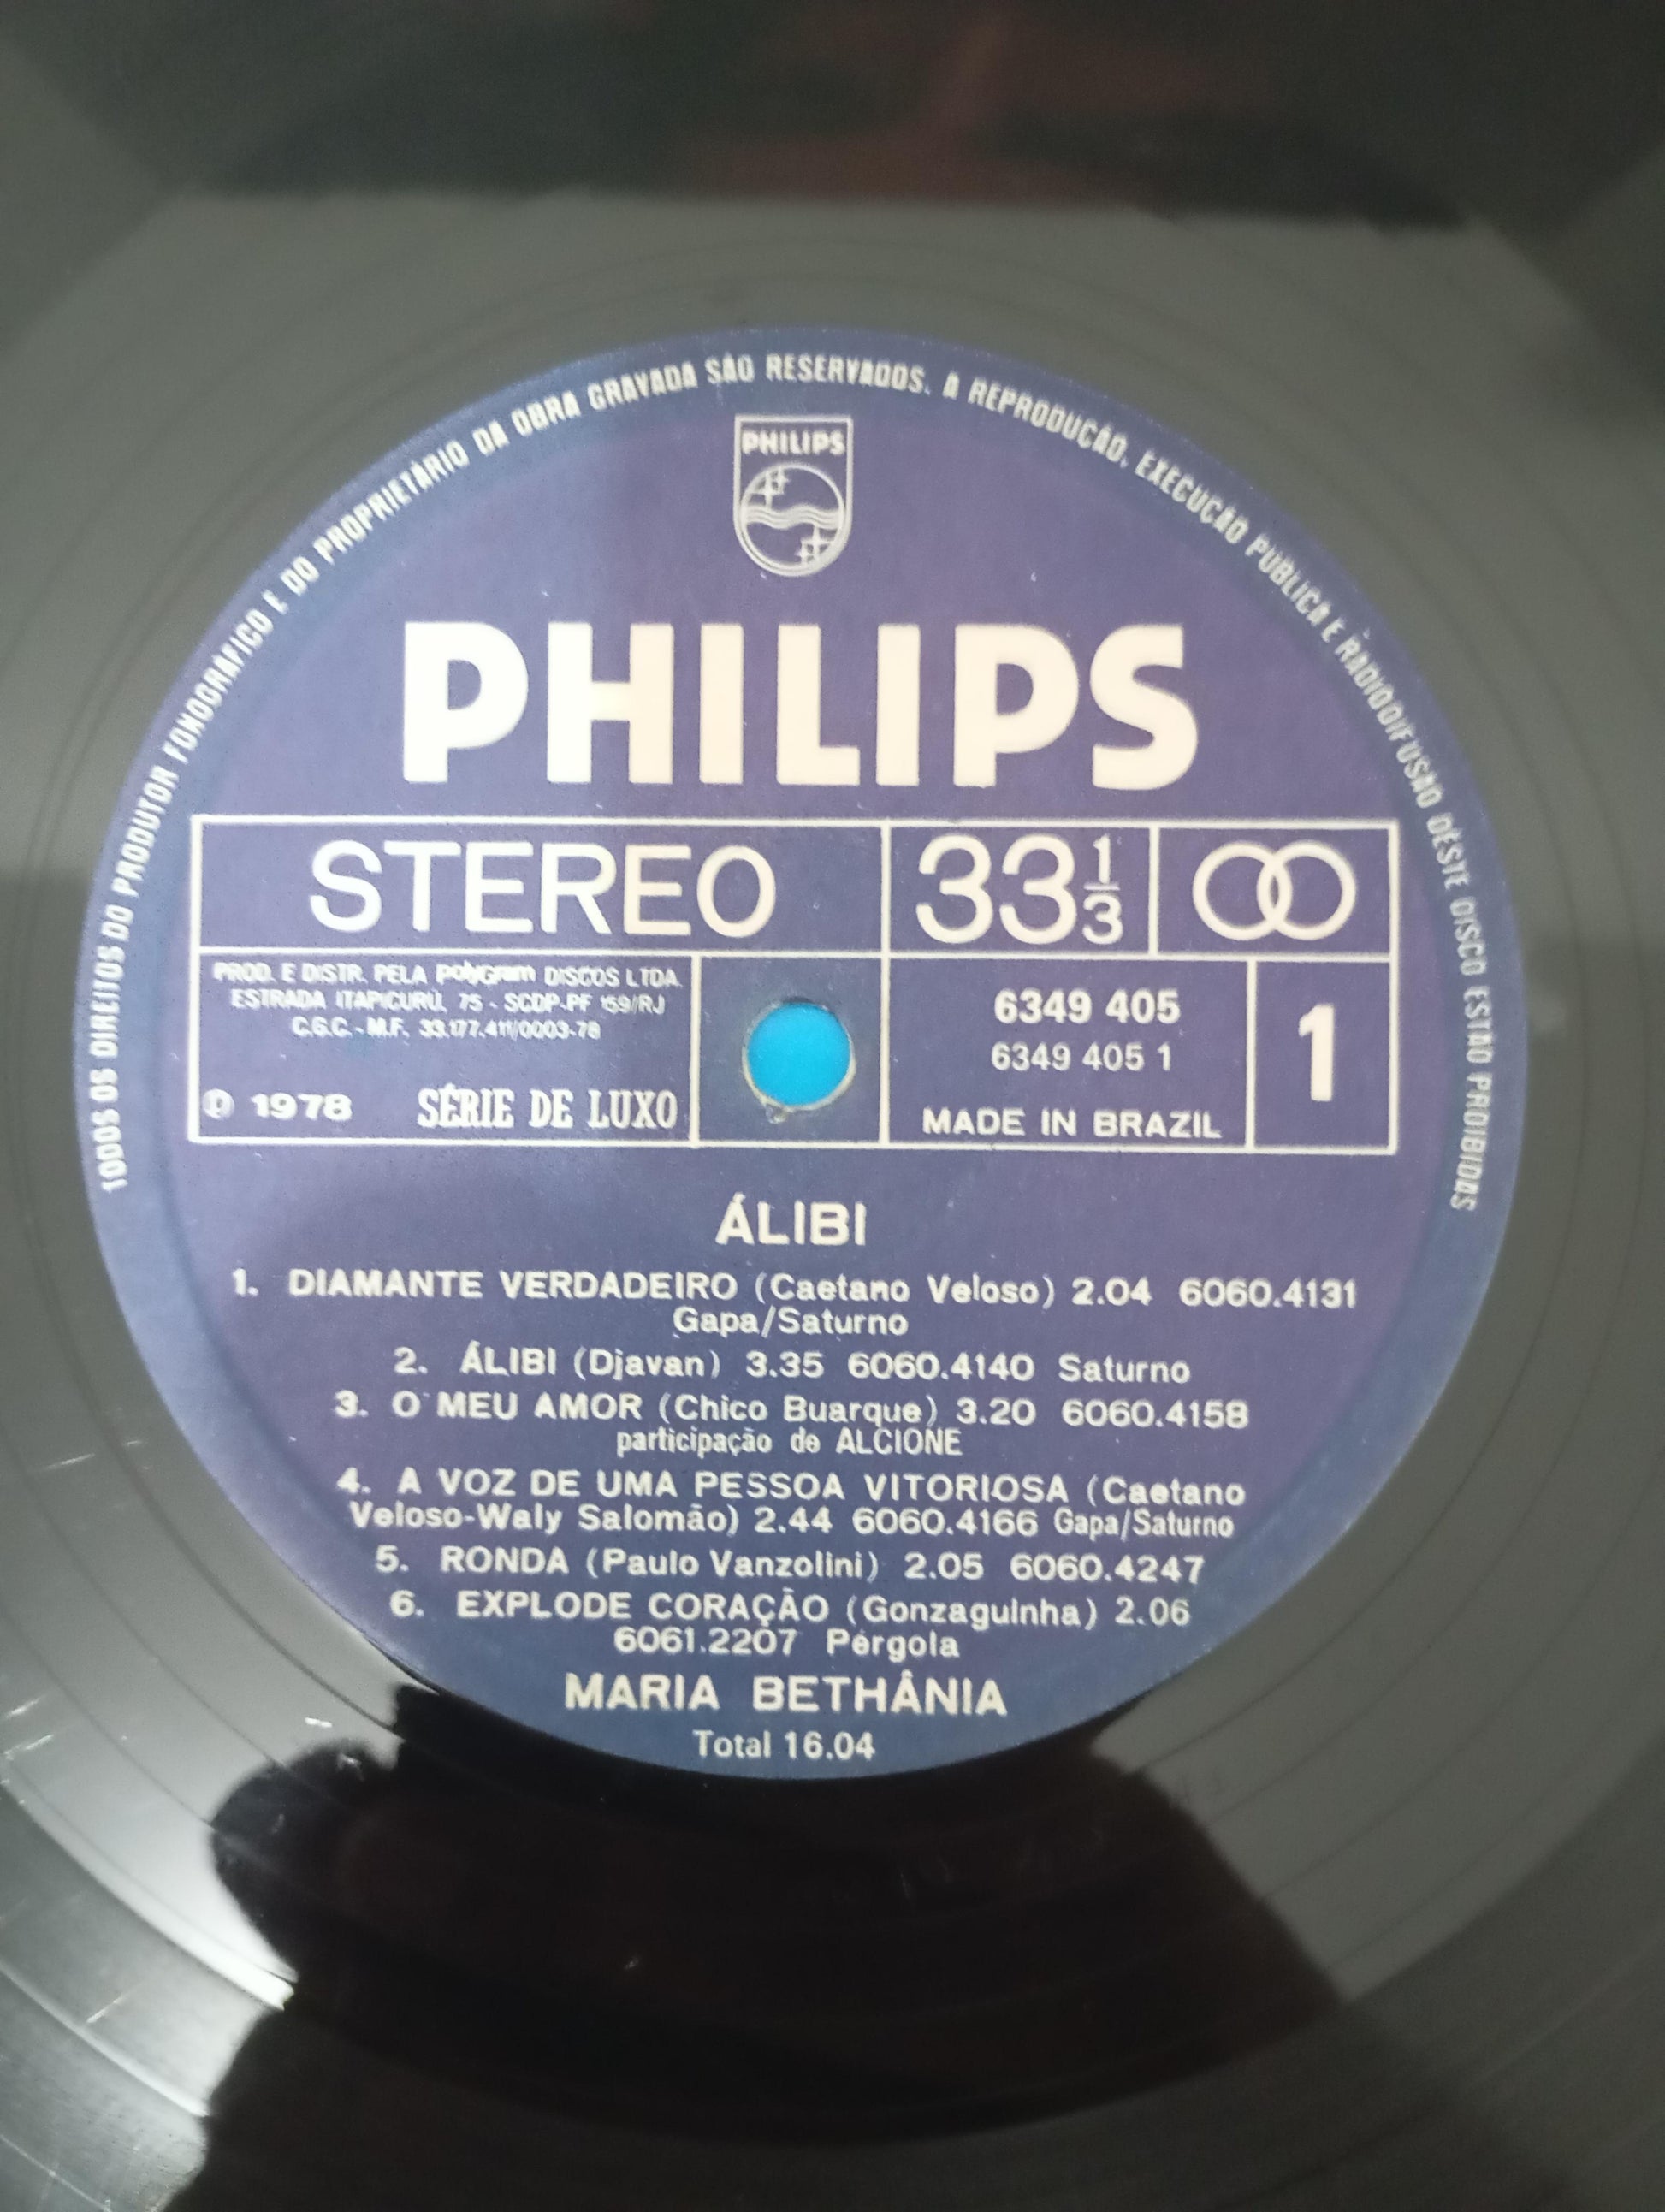 TODOS OS DIREITOS DO PRODUTOR FONOGRÁFICO E DO PROPRIETÁRIO DA OBRA GRAVADA SÃO RESERVADOS. A REPRODUÇÃO, EXECUÇÃO PÚBLICA E RADIODIFUSÃO DÊSTE DISCO ESTÃO PROIBIDAS
PHILIPS
PHILIPS
STEREO 33 1/3
PROD. E DISTR. PELA polygram DISCOS LTDA.
ESTRADA ITAPICURU, 75 - SCDP-PF 159/RJ
C.G.C. - M.F. 33.177.411/0003-78
℗ 1978 SÉRIE DE LUXO
6349 405
6349 405 1
MADE IN BRAZIL
1
ÁLIBI
1. DIAMANTE VERDADEIRO (Caetano Veloso) 2.04 6060.4131
Gapa/Saturno
2. ÁLIBI (Djavan) 3.35 6060.4140 Saturno
3. O MEU AMOR (Chico Buarque) 3.20 6060.4158
participação de ALCIONE
4. A VOZ DE UMA PESSOA VITORIOSA (Caetano
Veloso-Waly Salomão) 2.44 6060.4166 Gapa/Saturno
5. RONDA (Paulo Vanzolini) 2.05 6060.4247
6. EXPLODE CORAÇÃO (Gonzaguinha) 2.06
6061.2207 Pérgola
MARIA BETHÂNIA
Total 16.04